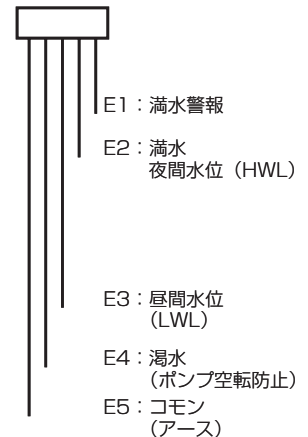 E1：満水警報
E2：満水
夜間水位（HWL）
E3：昼間水位
（LWL）
E4：渇水
（ポンプ空転防止）
E5：コモン
（アース）